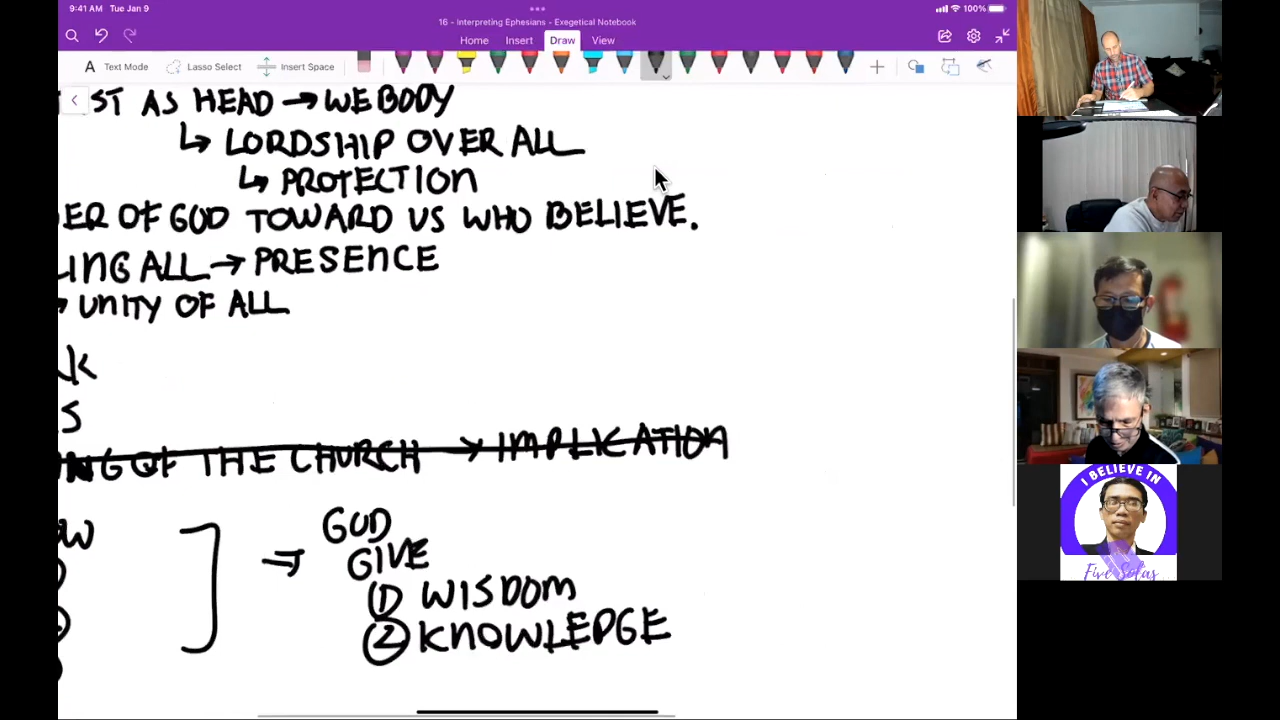 9:41 AM Tue Jan 9
100%
16 - Interpreting Ephesians - Exegetical Notebook
Home Insert Draw View
A Text Mode Lasso Select Insert Space
ST AS HEAD → WE BODY
↳ LORDSHIP OVER ALL
↳ PROTECTION
ER OF GOD TOWARD US WHO BELIEVE.
LING ALL → PRESENCE
UNITY OF ALL
K
S
NG OF THE CHURCH → IMPLICATION
OW
⇒ GOD
GIVE
① WISDOM
② KNOWLEDGE
I BELIEVE IN
Five Solas